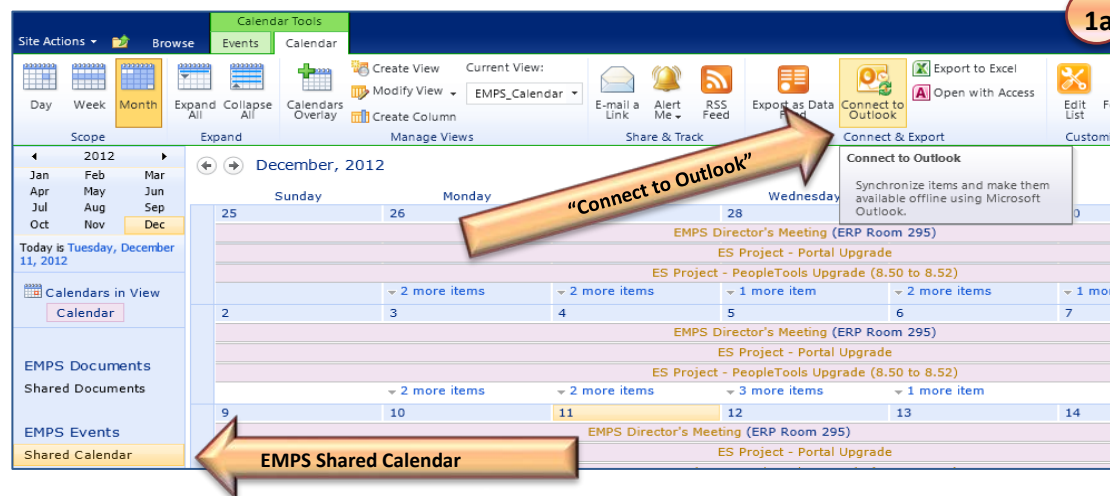 Calendar Tools
1a
Site Actions Browse Events Calendar
Day Week Month
Scope
Expand All Collapse All
Expand
Calendars Overlay
Create View
Modify View
Create Column
Current View:
EMPS_Calendar
Manage Views
E-mail a Link Alert Me RSS Feed
Share & Track
Export as Data Feed Connect to Outlook
Export to Excel
Open with Access
Connect & Export
Edit List
Connect to Outlook
Synchronize items and make them
available offline using Microsoft
Outlook.
"Connect to Outlook"
2012
Jan Feb Mar
Apr May Jun
Jul Aug Sep
Oct Nov Dec
Today is Tuesday, December
11, 2012
Calendars in View
Calendar
EMPS Documents
Shared Documents
EMPS Events
Shared Calendar
December, 2012
Sunday Monday Wednesday
25 26 28
EMPS Director's Meeting (ERP Room 295)
ES Project - Portal Upgrade
ES Project - PeopleTools Upgrade (8.50 to 8.52)
2 more items 2 more items 1 more item 2 more items
2 3 4 5 6 7
EMPS Director's Meeting (ERP Room 295)
ES Project - Portal Upgrade
ES Project - PeopleTools Upgrade (8.50 to 8.52)
2 more items 2 more items 3 more items 1 more item
9 10 11 12 13 14
EMPS Director's Meeting (ERP Room 295)
ES Project - Portal Upgrade
EMPS Shared Calendar